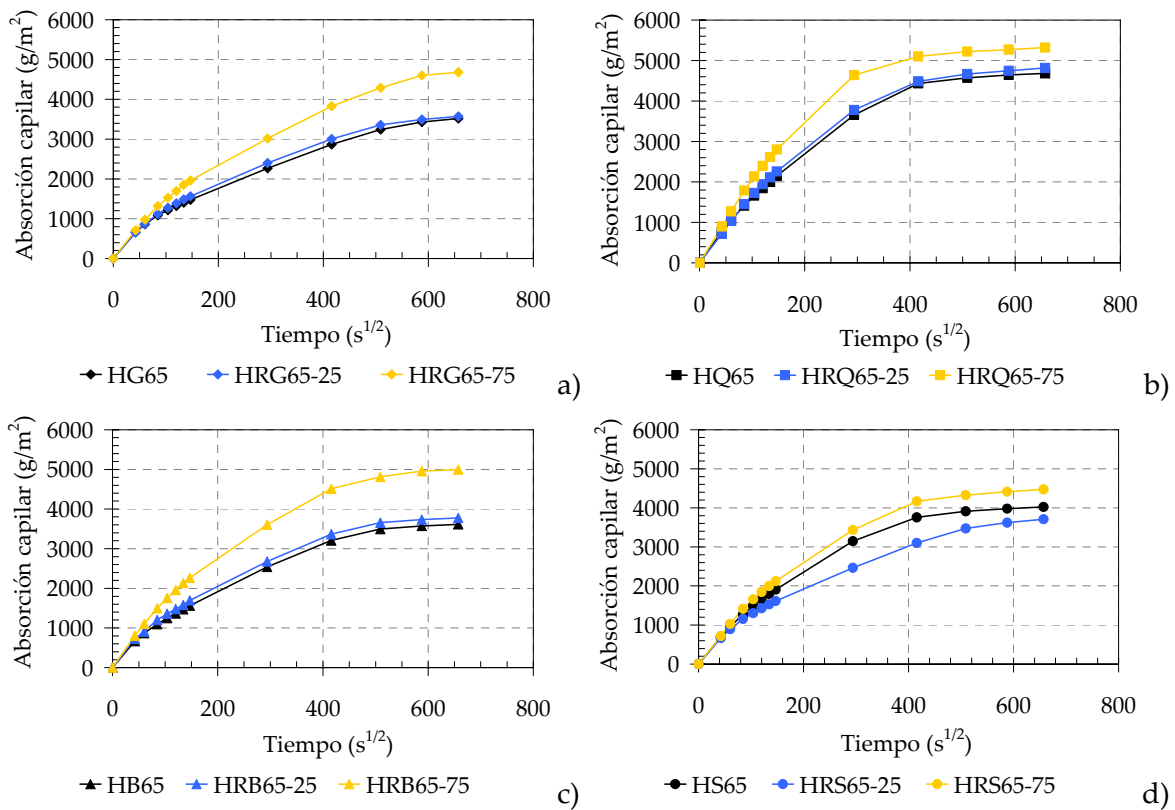 Absorción capilar (g/m²)
6000
5000
4000
3000
2000
1000
0
0 200 400 600 800
Tiempo (s^1/2)
HG65 HRG65-25 HRG65-75
a)
Absorción capilar (g/m²)
6000
5000
4000
3000
2000
1000
0
0 200 400 600 800
Tiempo (s^1/2)
HQ65 HRQ65-25 HRQ65-75
b)
Absorción capilar (g/m²)
6000
5000
4000
3000
2000
1000
0
0 200 400 600 800
Tiempo (s^1/2)
HB65 HRB65-25 HRB65-75
c)
Absorción capilar (g/m²)
6000
5000
4000
3000
2000
1000
0
0 200 400 600 800
Tiempo (s^1/2)
HS65 HRS65-25 HRS65-75
d)